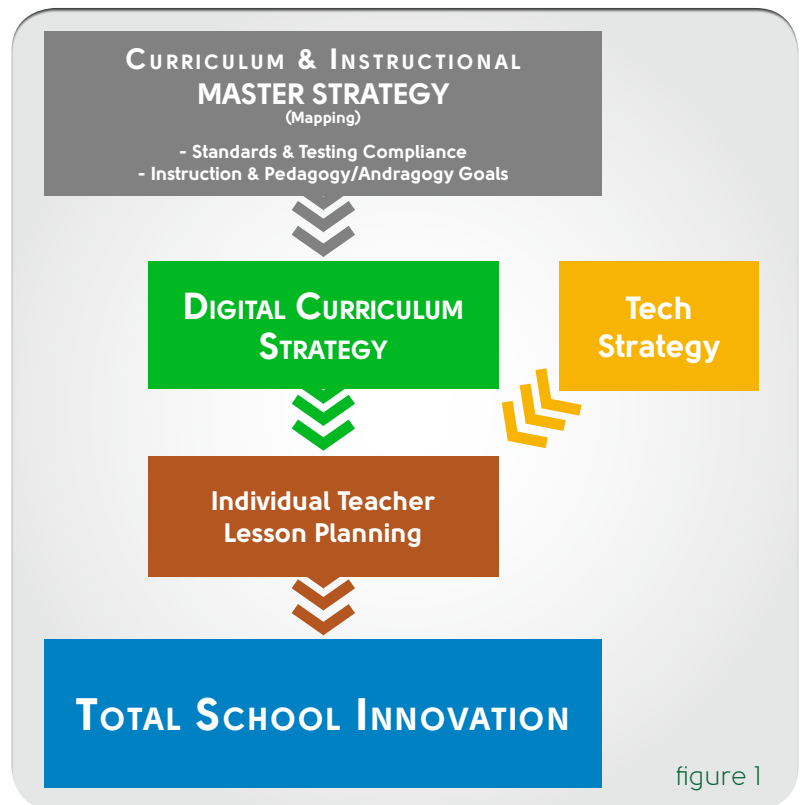 CURRICULUM & INSTRUCTIONAL
MASTER STRATEGY
(Mapping)
- Standards & Testing Compliance
- Instruction & Pedagogy/Andragogy Goals
DIGITAL CURRICULUM
STRATEGY
Tech
Strategy
Individual Teacher
Lesson Planning
TOTAL SCHOOL INNOVATION
figure 1